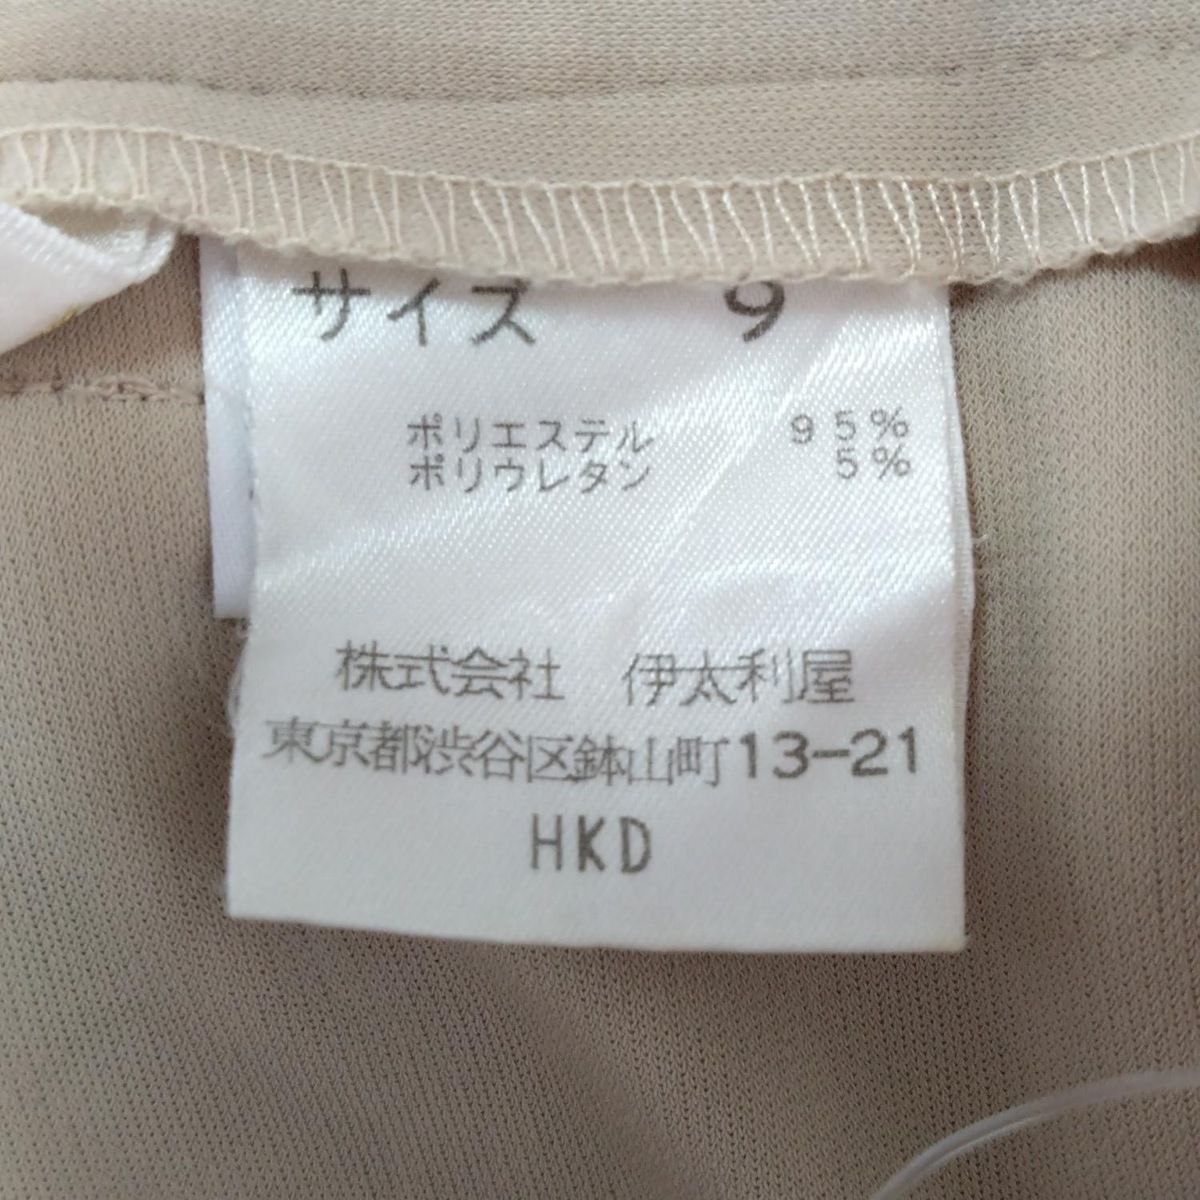 サイズ 9
ポリエステル 95%
ポリウレタン 5%
株式会社 伊太利屋
東京都渋谷区鉢山町13-21
HKD